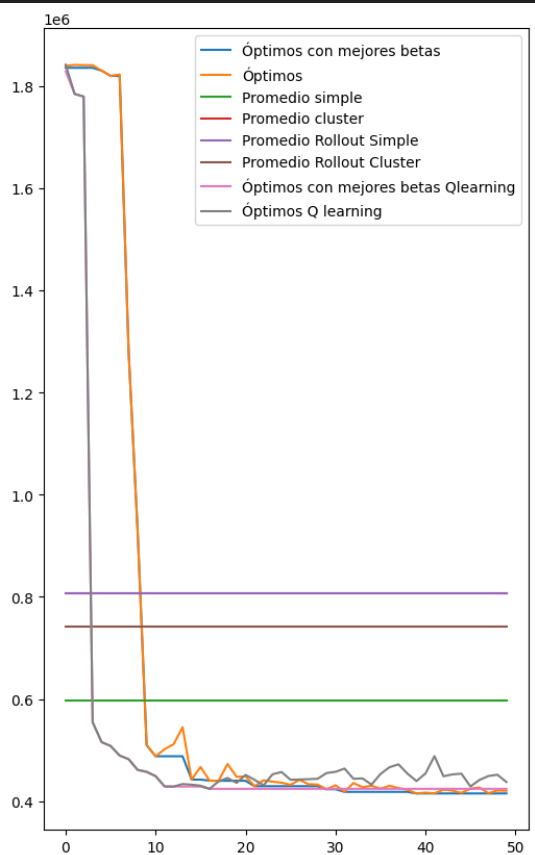 1e6
1.8
1.6
1.4
1.2
1.0
0.8
0.6
0.4
0 10 20 30 40 50
Óptimos con mejores betas
Óptimos
Promedio simple
Promedio cluster
Promedio Rollout Simple
Promedio Rollout Cluster
Óptimos con mejores betas Qlearning
Óptimos Q learning